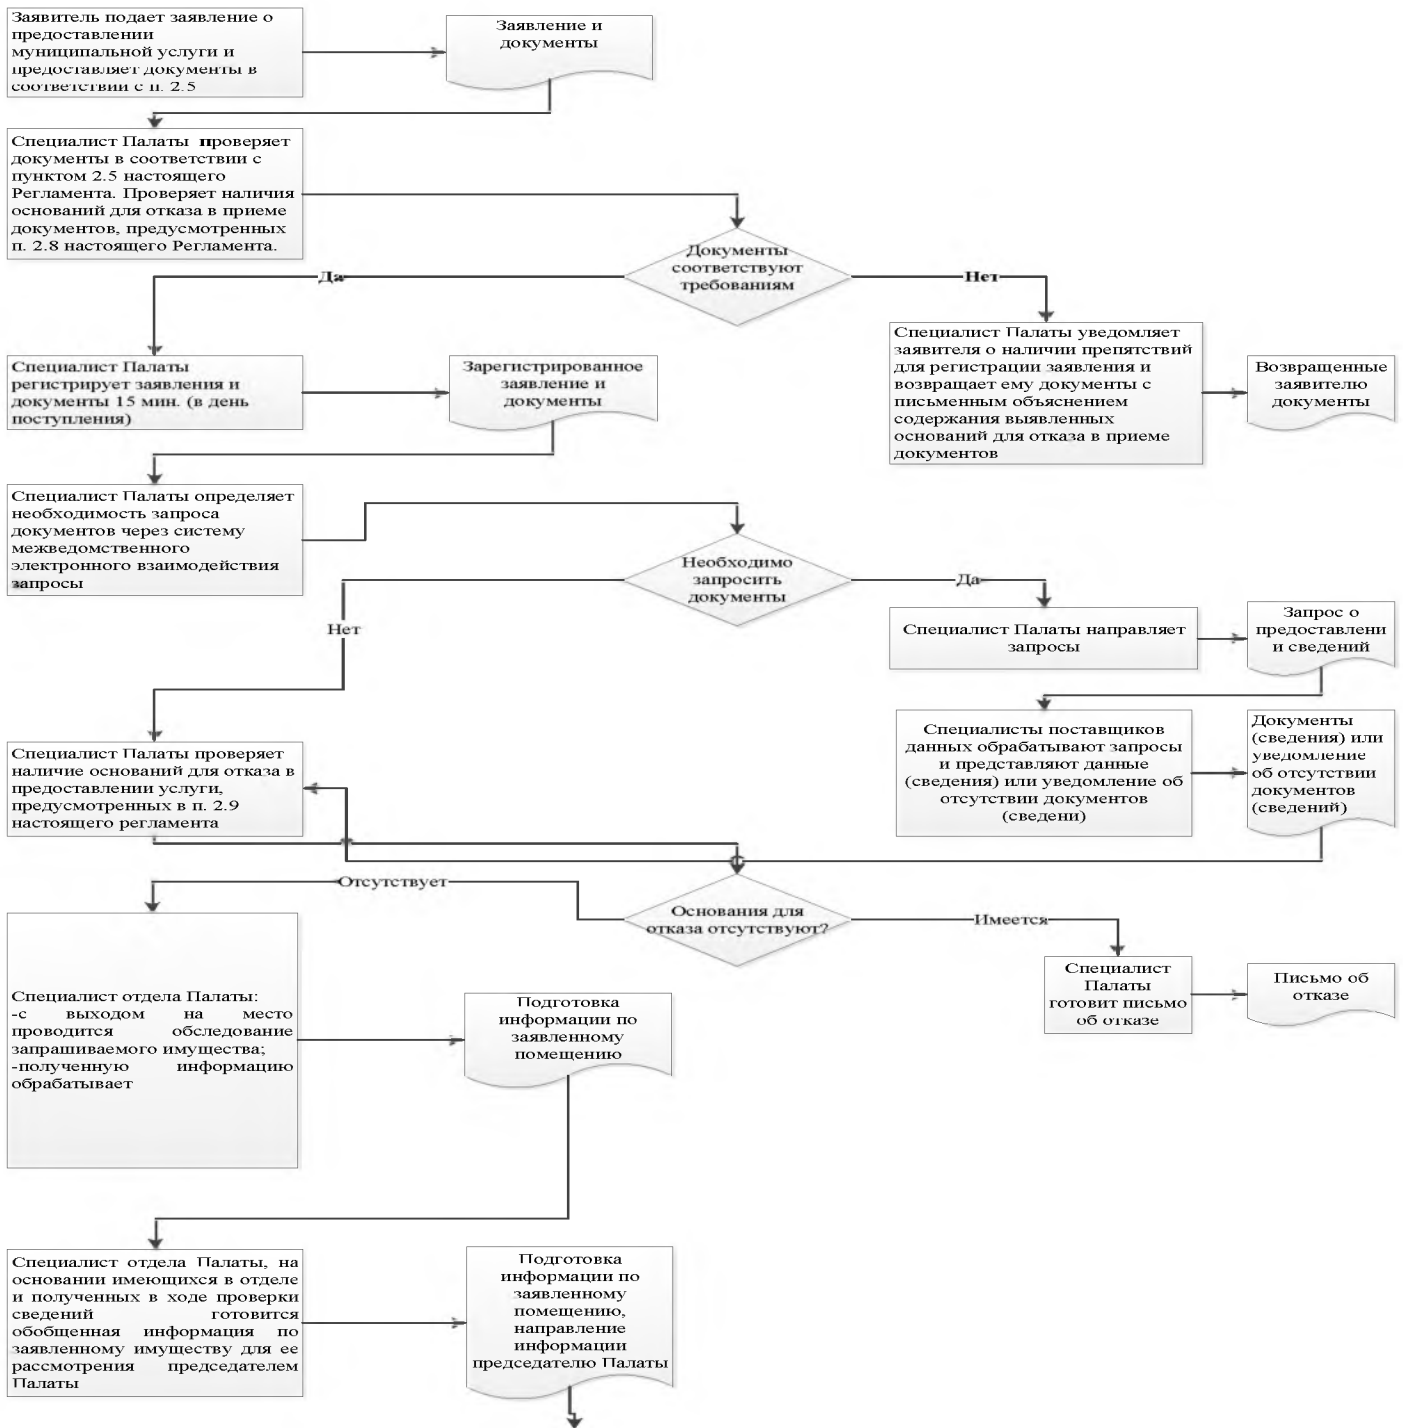 Заявитель подает заявление о
предоставлении
муниципальной услуги и
предоставляет документы в
соответствии с п. 2.5
Заявление и
документы
Специалист Палаты проверяет
документы в соответствии с
пунктом 2.5 настоящего
Регламента. Проверяет наличия
оснований для отказа в приеме
документов, предусмотренных
п. 2.8 настоящего Регламента.
Документы
соответствуют
требованиям
Да
Нет
Специалист Палаты
регистрирует заявления и
документы 15 мин. (в день
поступления)
Зарегистрированное
заявление и
документы
Специалист Палаты уведомляет
заявителя о наличии препятствий
для регистрации заявления и
возвращает ему документы с
письменным объяснением
содержания выявленных
оснований для отказа в приеме
документов
Возвращенные
заявителю
документы
Специалист Палаты определяет
необходимость запроса
документов через систему
межведомственного
электронного взаимодействия
запросы
Необходимо
запросить
документы
Да
Нет
Специалист Палаты направляет
запросы
Запрос о
предоставлени
и сведений
Специалисты поставщиков
данных обрабатывают запросы
и представляют данные
(сведения) или уведомление об
отсутствии документов
(сведени)
Документы
(сведения) или
уведомление
об отсутствии
документов
(сведений)
Специалист Палаты проверяет
наличие оснований для отказа в
предоставлении услуги,
предусмотренных в п. 2.9
настоящего регламента
Отсутствует
Основания для
отказа отсутствуют?
Имеется
Специалист
Палаты
готовит письмо
об отказе
Письмо об
отказе
Специалист отдела Палаты:
-с выходом на место
проводится обследование
запрашиваемого имущества;
-полученную информацию
обрабатывает
Подготовка
информации по
заявленному
помещению
Специалист отдела Палаты, на
основании имеющихся в отделе
и полученных в ходе проверки
сведений готовится
обобщенная информация по
заявленному имуществу для ее
рассмотрения председателем
Палаты
Подготовка
информации по
заявленному
помещению,
направление
информации
председателю Палаты